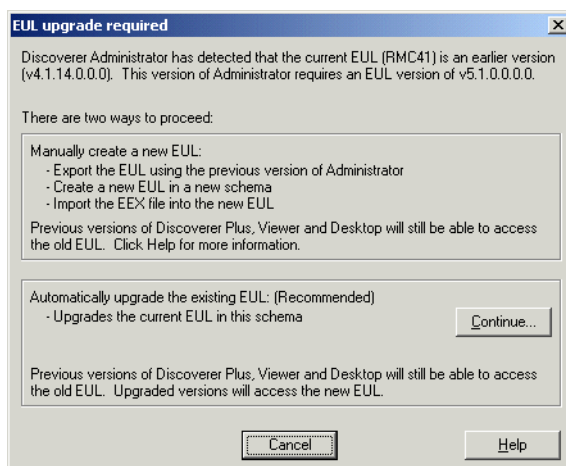 EUL upgrade required
Discoverer Administrator has detected that the current EUL (RMC41) is an earlier version
(v4.1.14.0.0.0). This version of Administrator requires an EUL version of v5.1.0.0.0.0.
There are two ways to proceed:
Manually create a new EUL:
- Export the EUL using the previous version of Administrator
- Create a new EUL in a new schema
- Import the EEX file into the new EUL
Previous versions of Discoverer Plus, Viewer and Desktop will still be able to access
the old EUL. Click Help for more information.
Automatically upgrade the existing EUL: (Recommended)
- Upgrades the current EUL in this schema
Continue...
Previous versions of Discoverer Plus, Viewer and Desktop will still be able to access
the old EUL. Upgraded versions will access the new EUL.
Cancel
Help